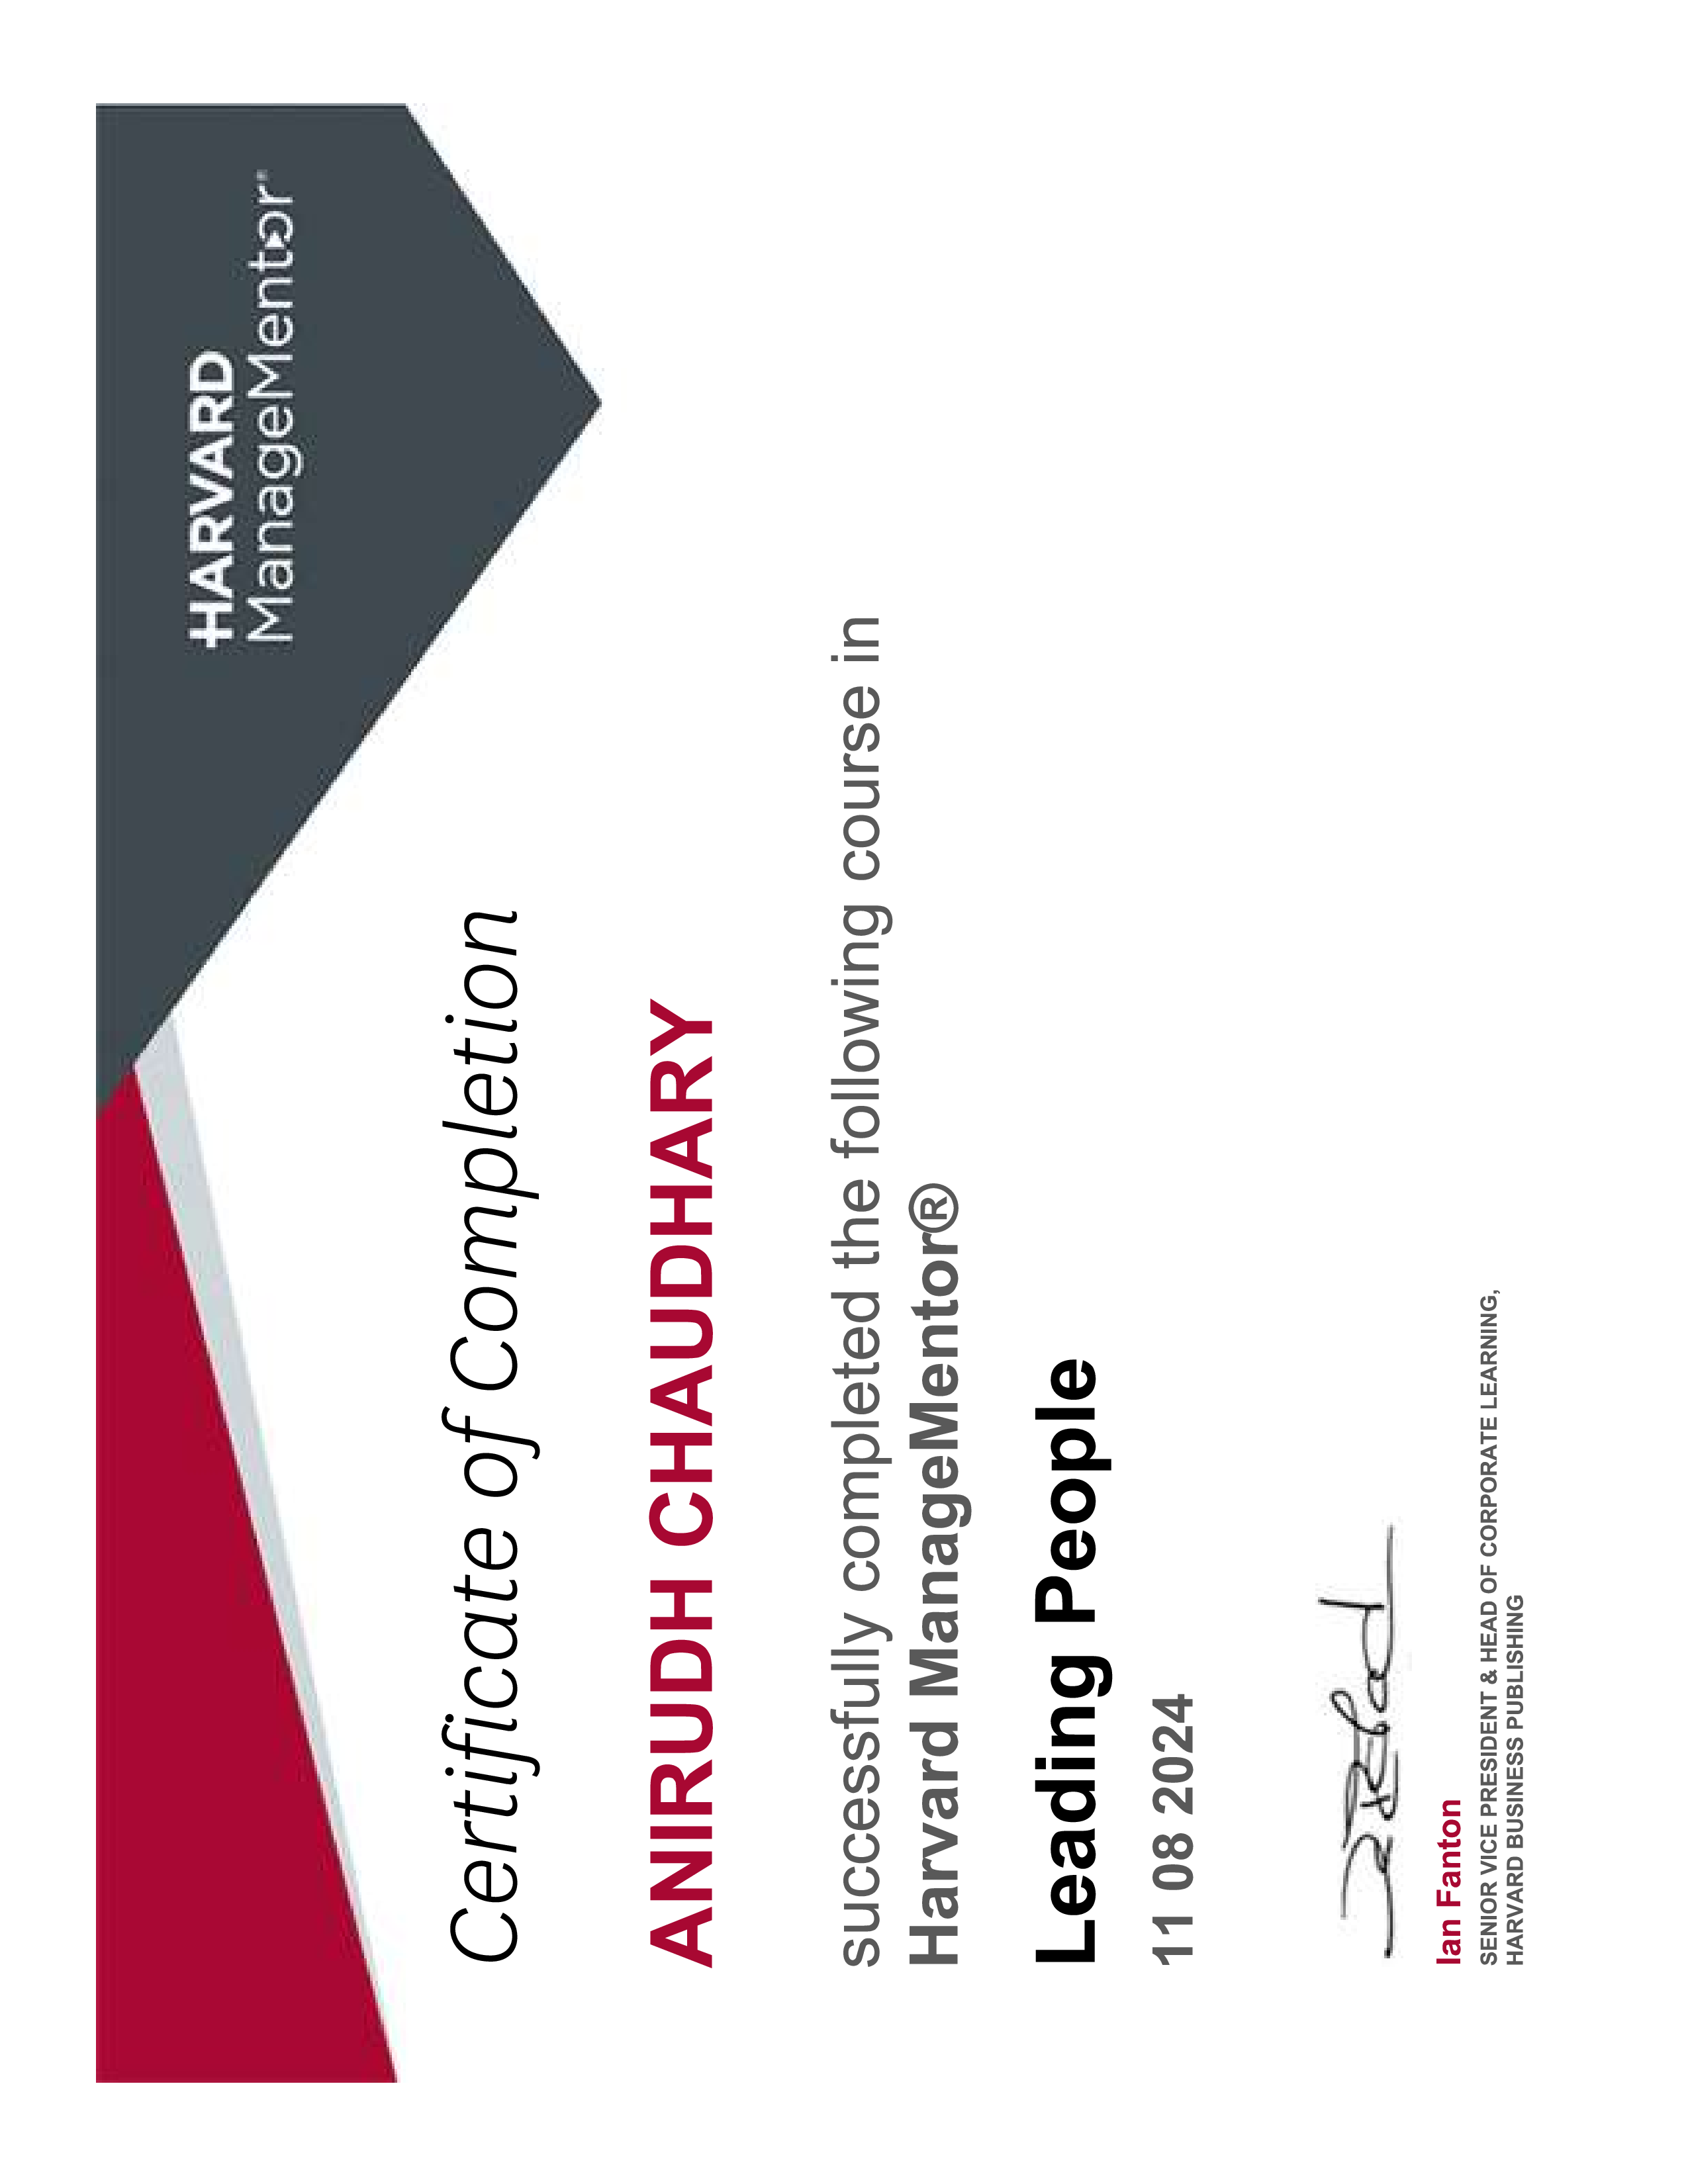 HARVARD
ManageMentor®
Certificate of Completion
ANIRUDH CHAUDHARY
successfully completed the following course in
Harvard ManageMentor®
Leading People
11 08 2024
Ian Fanton
SENIOR VICE PRESIDENT & HEAD OF CORPORATE LEARNING,
HARVARD BUSINESS PUBLISHING